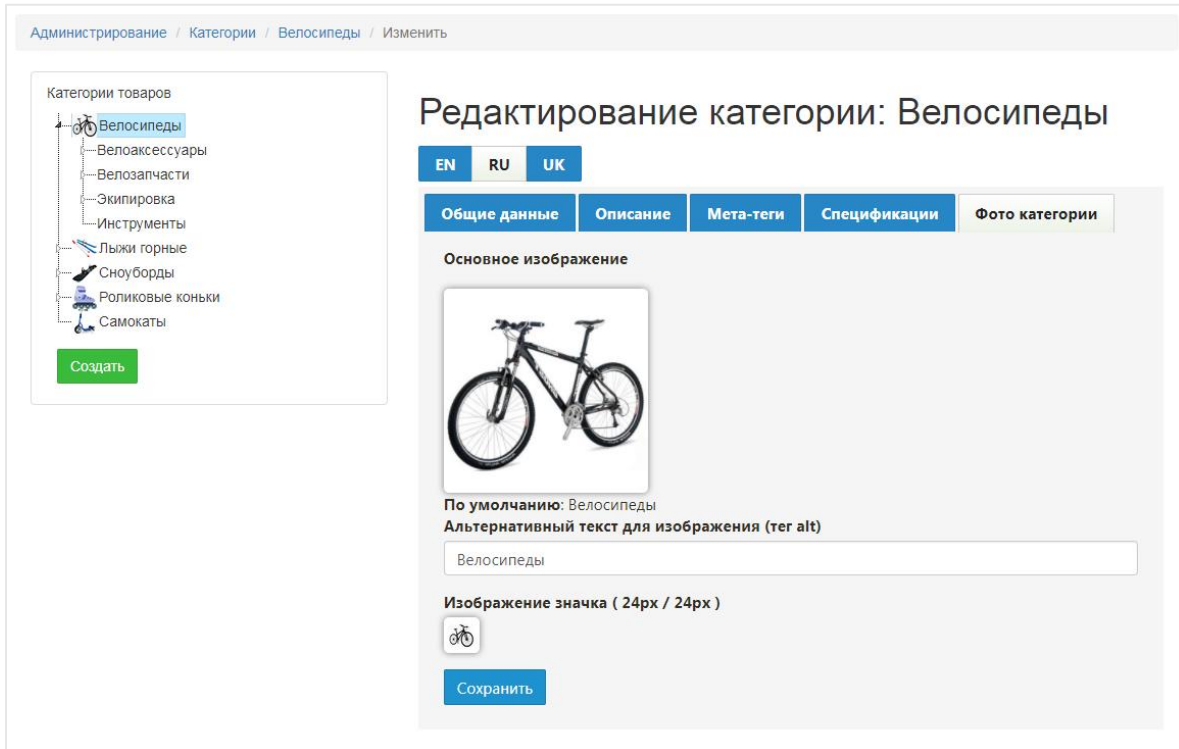 Администрирование / Категории / Велосипеды / Изменить
Категории товаров
Велосипеды
Велоаксессуары
Велозапчасти
Экипировка
Инструменты
Лыжи горные
Сноуборды
Роликовые коньки
Самокаты
Создать
Редактирование категории: Велосипеды
EN RU UK
Общие данные Описание Мета-теги Спецификации Фото категории
Основное изображение
По умолчанию: Велосипеды
Альтернативный текст для изображения (тег alt)
Велосипеды
Изображение значка ( 24px / 24px )
Сохранить